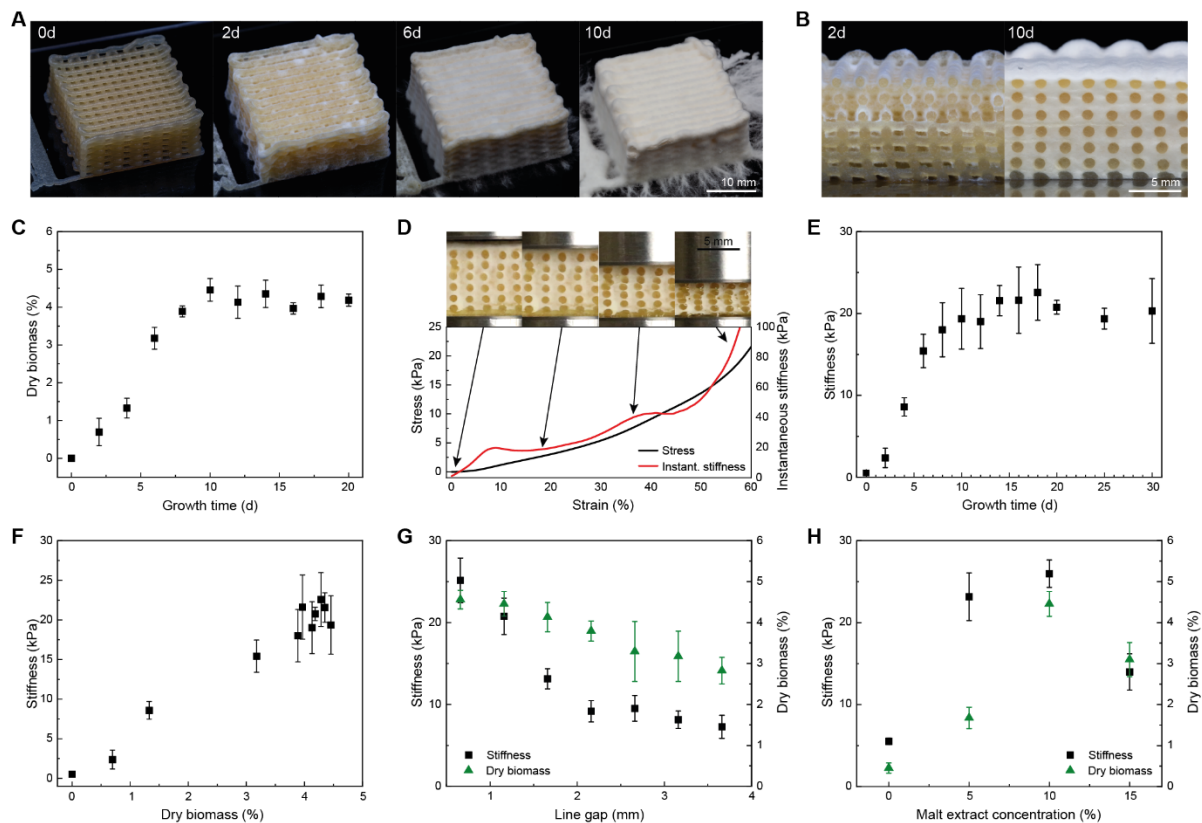 A
0d
2d
6d
10d
10 mm
B
2d
10d
5 mm
C
Dry biomass (%)
6
5
4
3
2
1
0
0 5 10 15 20
Growth time (d)
D
5 mm
Stress (kPa)
25
20
15
10
5
0
Instantaneous stiffness (kPa)
100
80
60
40
20
0
Stress
Instant. stiffness
0 10 20 30 40 50 60
Strain (%)
E
Stiffness (kPa)
30
20
10
0
0 5 10 15 20 25 30
Growth time (d)
F
Stiffness (kPa)
30
25
20
15
10
5
0
0 1 2 3 4 5
Dry biomass (%)
G
Stiffness (kPa)
30
20
10
0
Dry biomass (%)
6
5
4
3
2
1
0
Stiffness
Dry biomass
1 2 3 4
Line gap (mm)
H
Stiffness (kPa)
30
20
10
0
Dry biomass (%)
6
5
4
3
2
1
0
Stiffness
Dry biomass
0 5 10 15
Malt extract concentration (%)